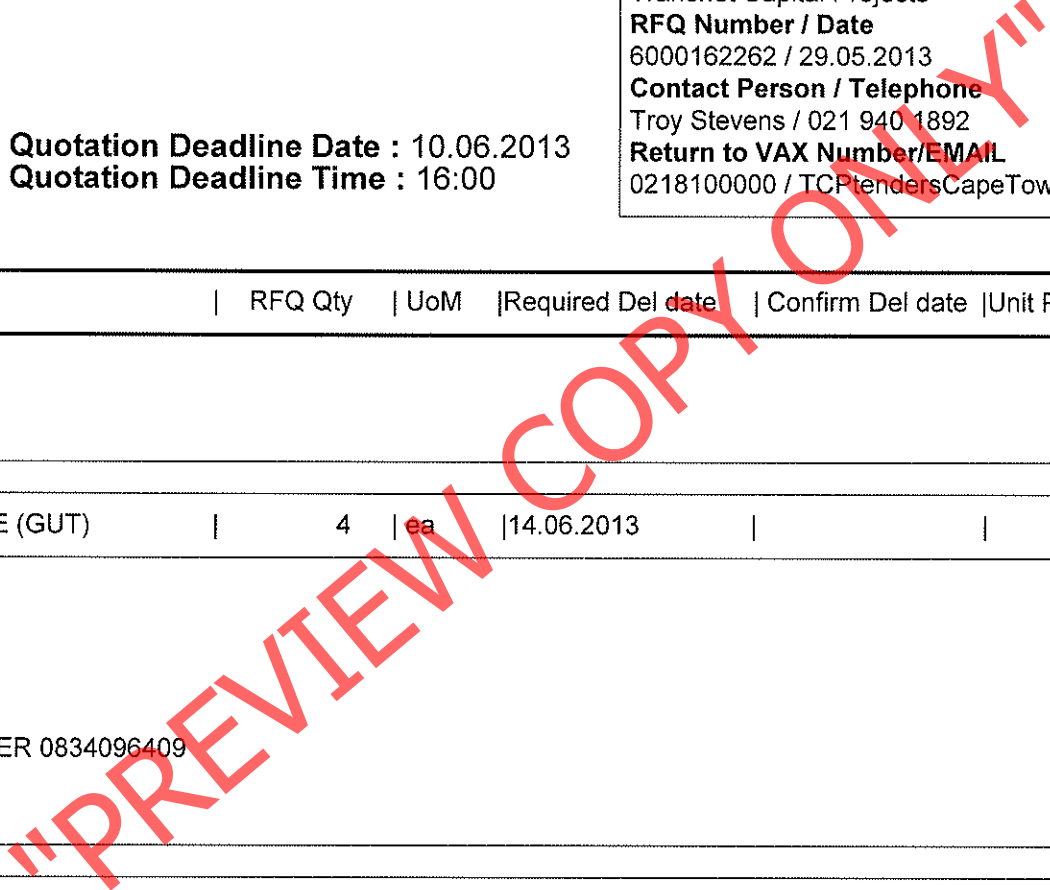 RFQ Number / Date
6000162262 / 29.05.2013
Contact Person / Telephone
Troy Stevens / 021 940 1892
Quotation Deadline Date : 10.06.2013
Return to VAX Number/EMAIL
Quotation Deadline Time : 16:00
0218100000 / TCPtendersCapeTow
| RFQ Qty | UoM |Required Del date | Confirm Del date |Unit P
E (GUT) | 4 | ea |14.06.2013 | |
ER 0834096409
"PREVIEW COPY ONLY"